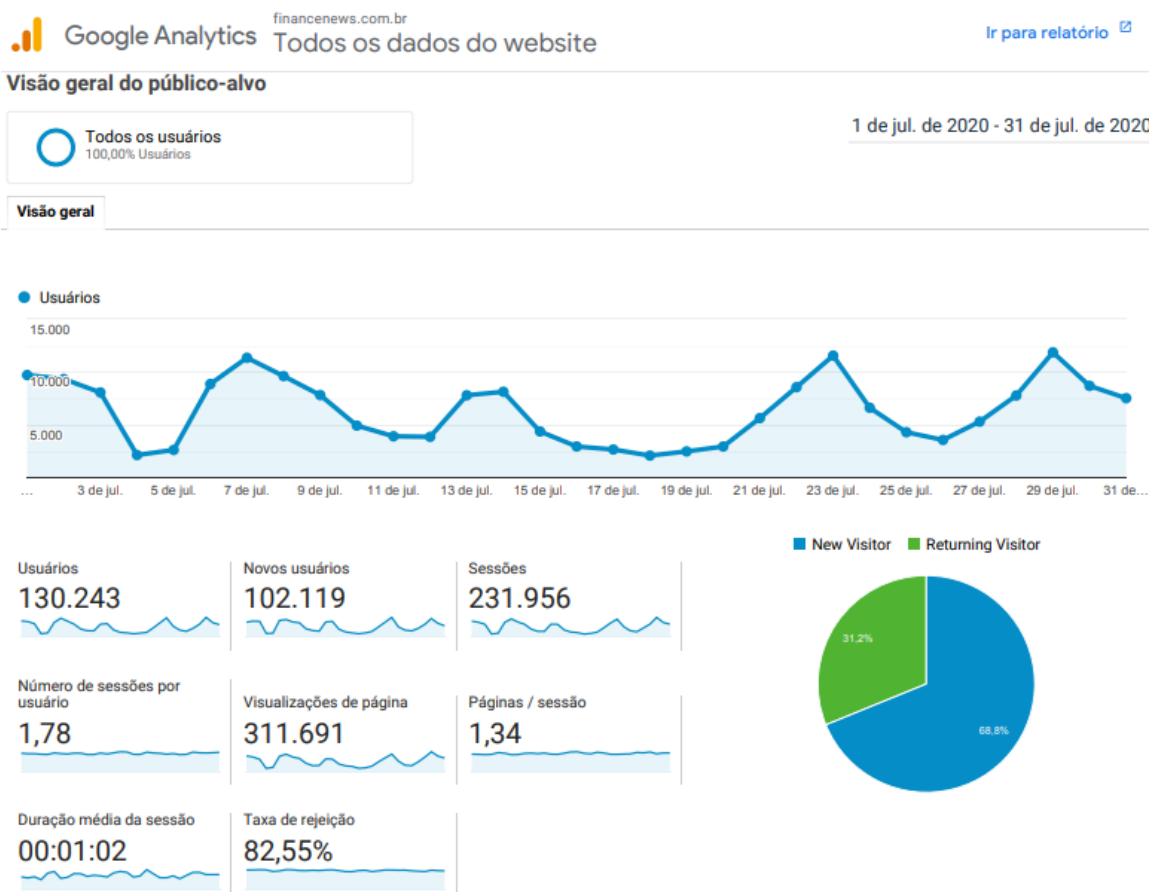 Google Analytics
financenews.com.br
Todos os dados do website
Ir para relatório
Visão geral do público-alvo
Todos os usuários
100,00% Usuários
1 de jul. de 2020 - 31 de jul. de 2020
Visão geral
Usuários
15.000
10.000
5.000
... 3 de jul. 5 de jul. 7 de jul. 9 de jul. 11 de jul. 13 de jul. 15 de jul. 17 de jul. 19 de jul. 21 de jul. 23 de jul. 25 de jul. 27 de jul. 29 de jul. 31 de...
New Visitor Returning Visitor
Usuários
130.243
Novos usuários
102.119
Sessões
231.956
Número de sessões por
usuário
1,78
Visualizações de página
311.691
Páginas / sessão
1,34
Duração média da sessão
00:01:02
Taxa de rejeição
82,55%
31,2%
68,8%